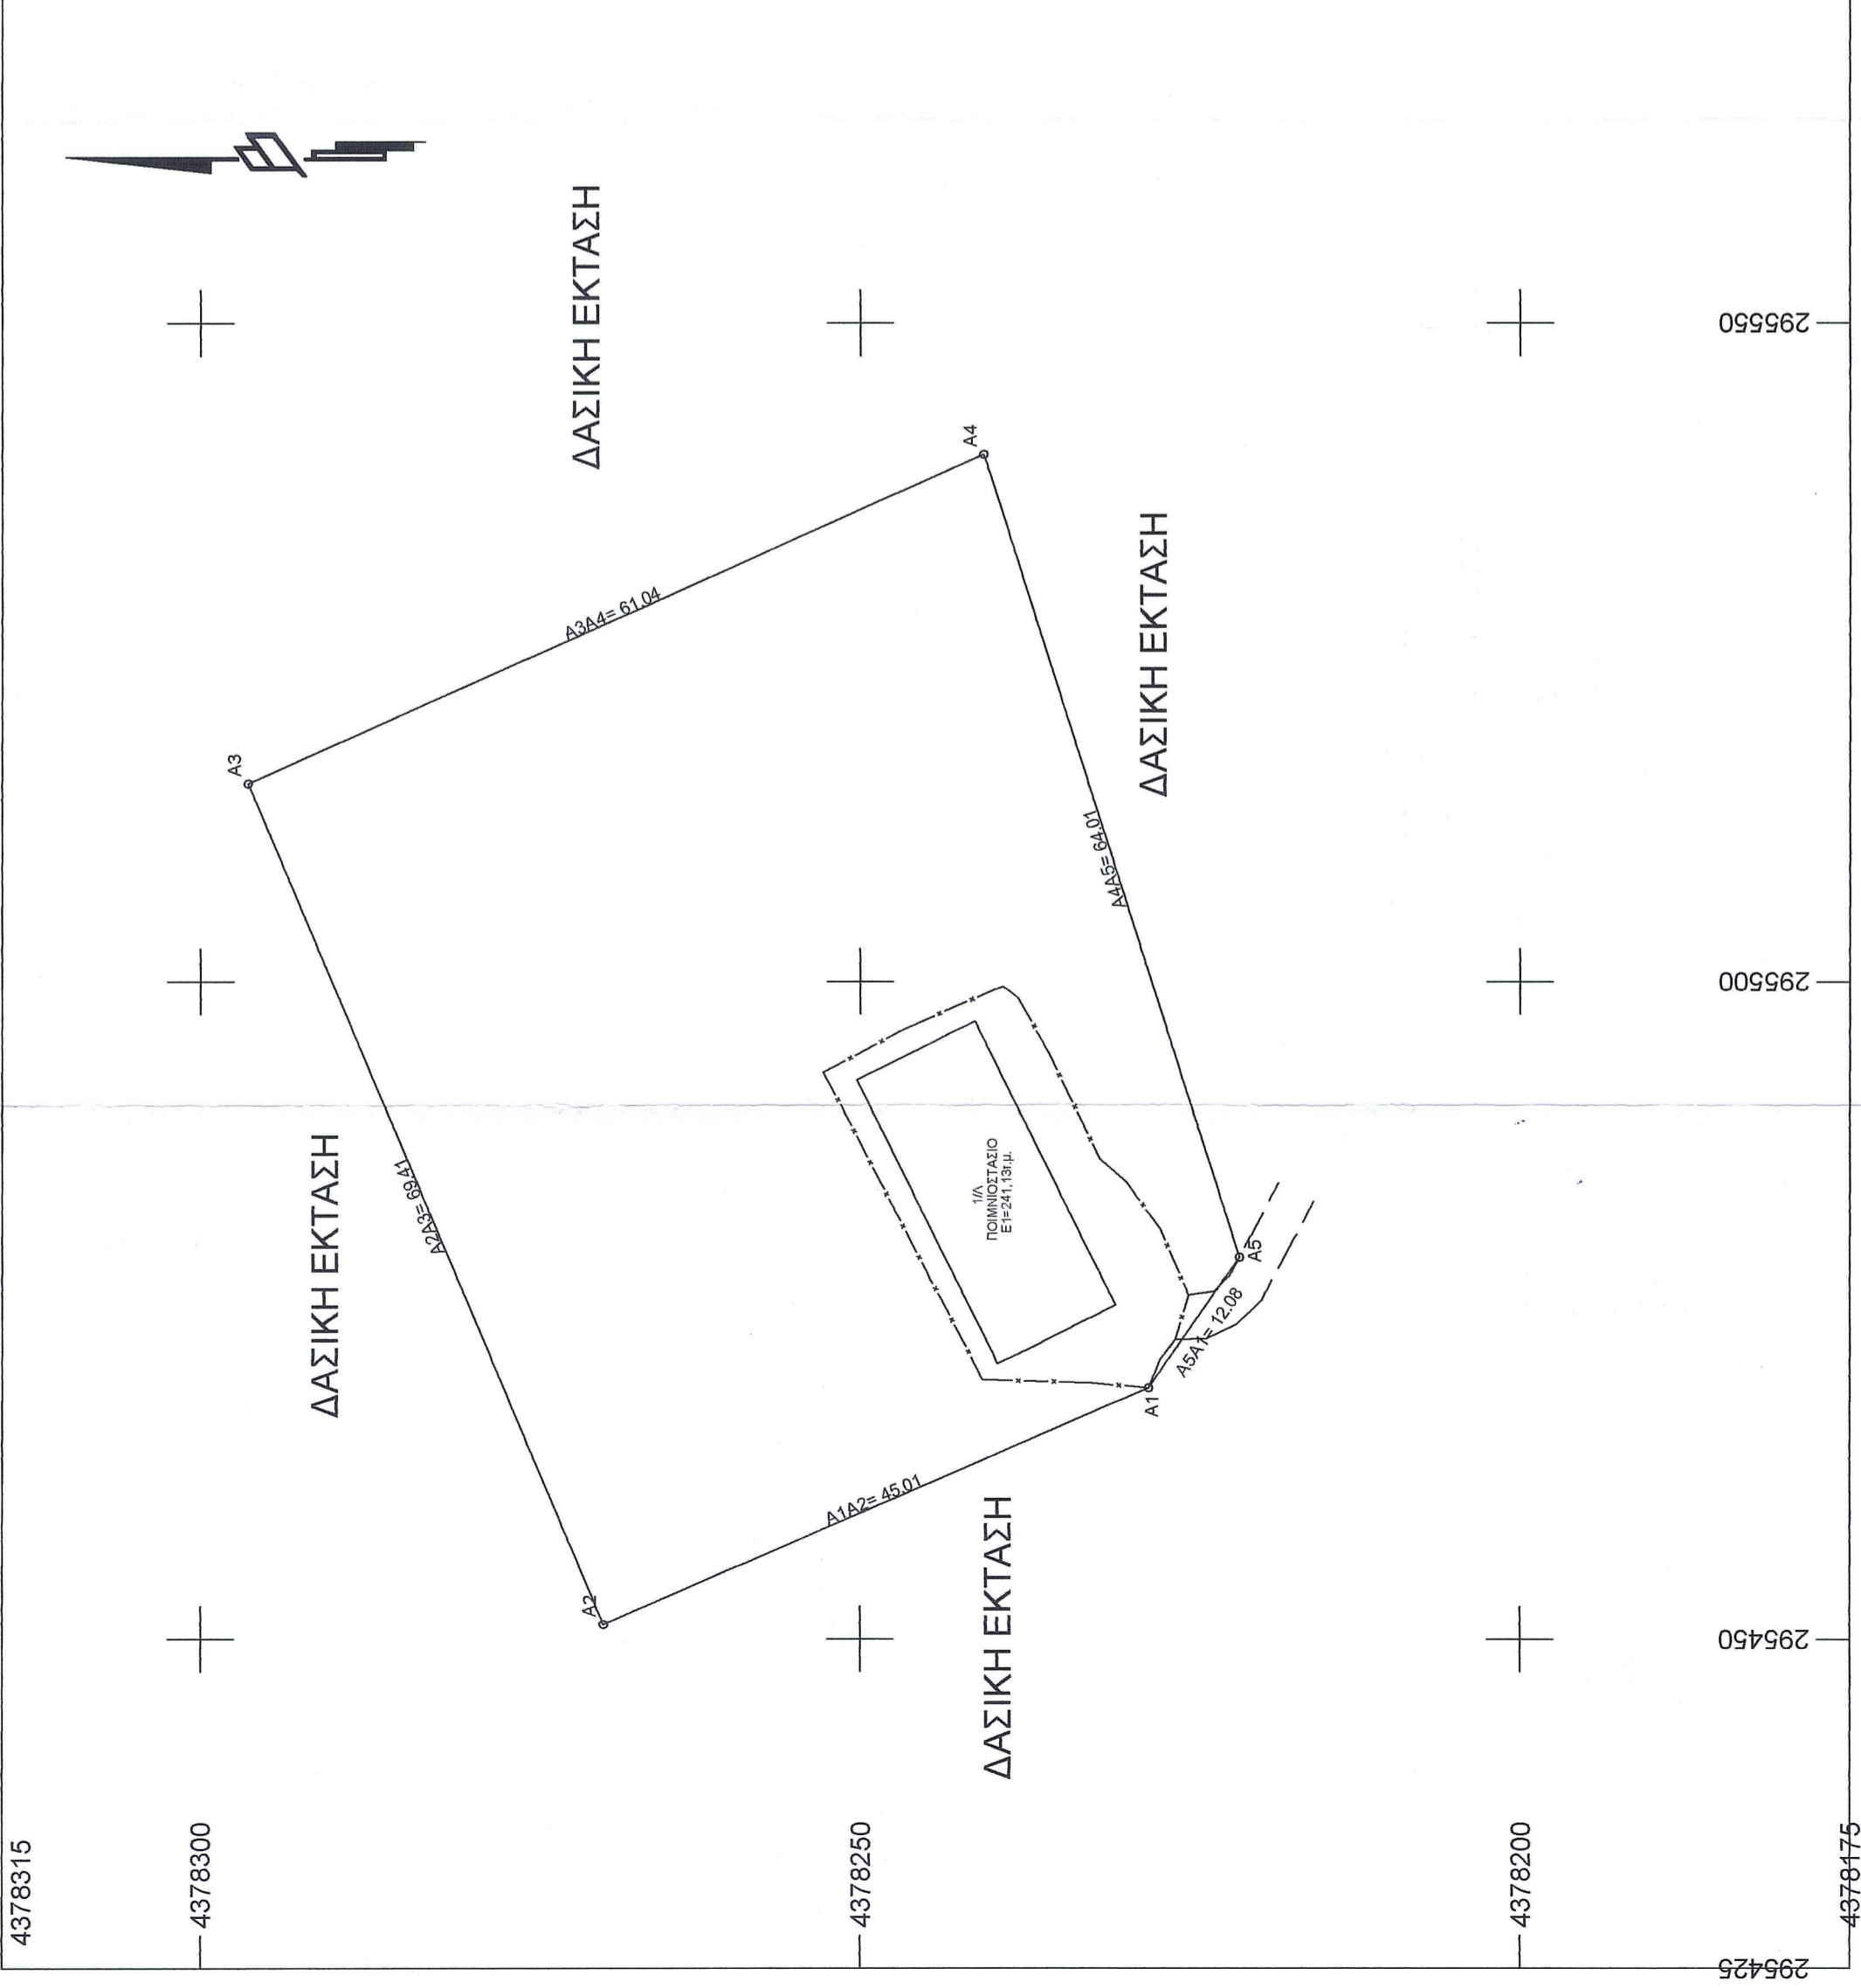 4378315
4378300
4378250
4378200
4378175
295425
295450
295500
295550
ΔΑΣΙΚΗ ΕΚΤΑΣΗ
ΔΑΣΙΚΗ ΕΚΤΑΣΗ
ΔΑΣΙΚΗ ΕΚΤΑΣΗ
ΔΑΣΙΚΗ ΕΚΤΑΣΗ
A2
A2A3= 69.41
A3
A3A4= 61.04
A4
A4A5= 64.01
A5
A5A1= 12.08
A1
A1A2= 45.01
1/Λ
ΠΟΙΜΝΙΟΣΤΑΣΙΟ
Ε1=241,13τ.μ.